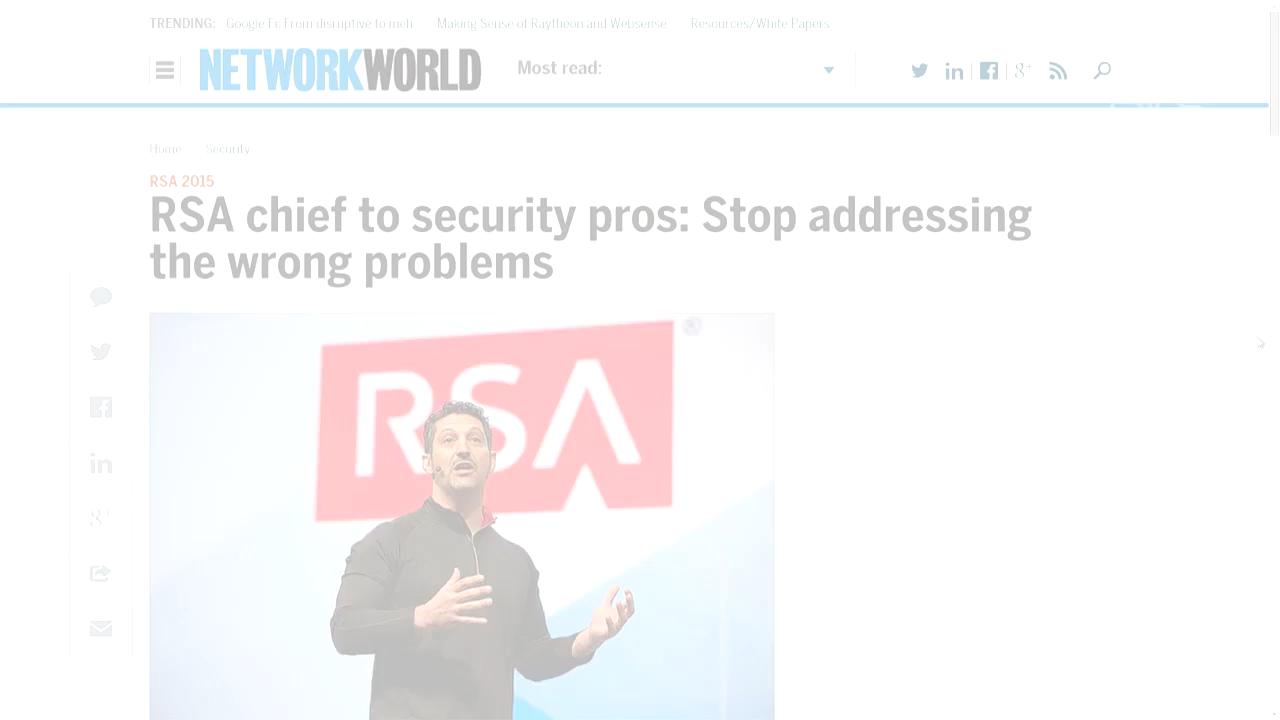 TRENDING: Google Fi: From disruptive to meh Making Sense of Raytheon and Websense Resources/White Papers
NETWORKWORLD Most read:
Home Security
RSA 2015
RSA chief to security pros: Stop addressing
the wrong problems
RSA